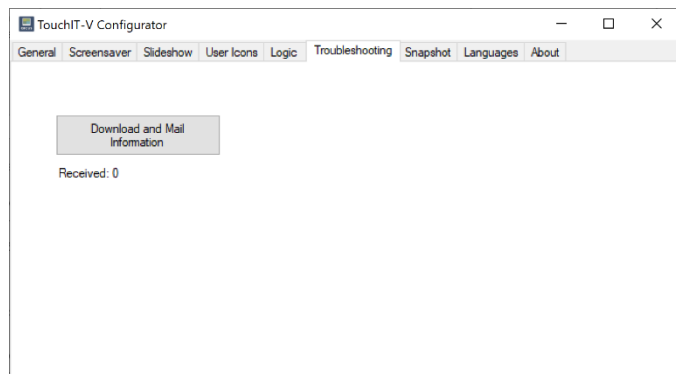 TouchIT-V Configurator
General Screensaver Slideshow User Icons Logic Troubleshooting Snapshot Languages About
Download and Mail
Information
Received: 0